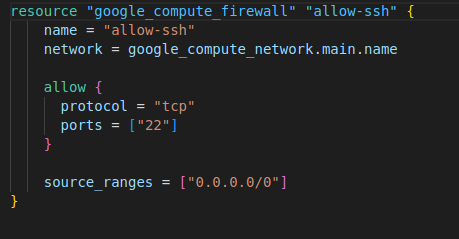 resource "google_compute_firewall" "allow-ssh" {
    name = "allow-ssh"
    network = google_compute_network.main.name

    allow {
      protocol = "tcp"
      ports = ["22"]
    }

    source_ranges = ["0.0.0.0/0"]
}